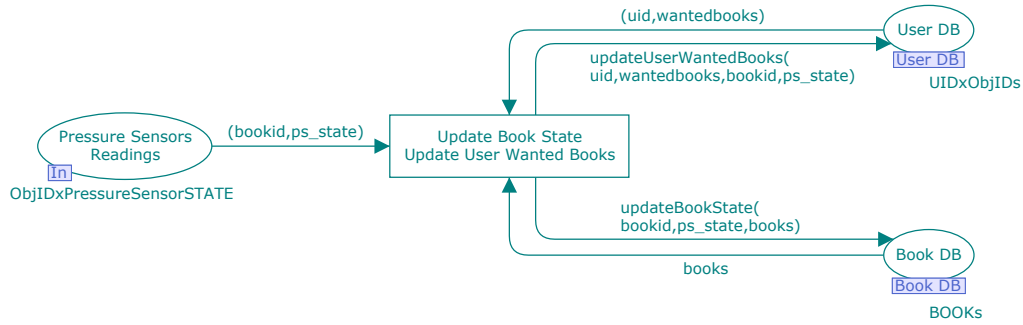 (uid,wantedbooks)
User DB
updateUserWantedBooks(
uid,wantedbooks,bookid,ps_state)
User DB
UIDxObjIDs
Pressure Sensors
Readings
In
ObjIDxPressureSensorSTATE
(bookid,ps_state)
Update Book State
Update User Wanted Books
updateBookState(
bookid,ps_state,books)
books
Book DB
Book DB
BOOKs